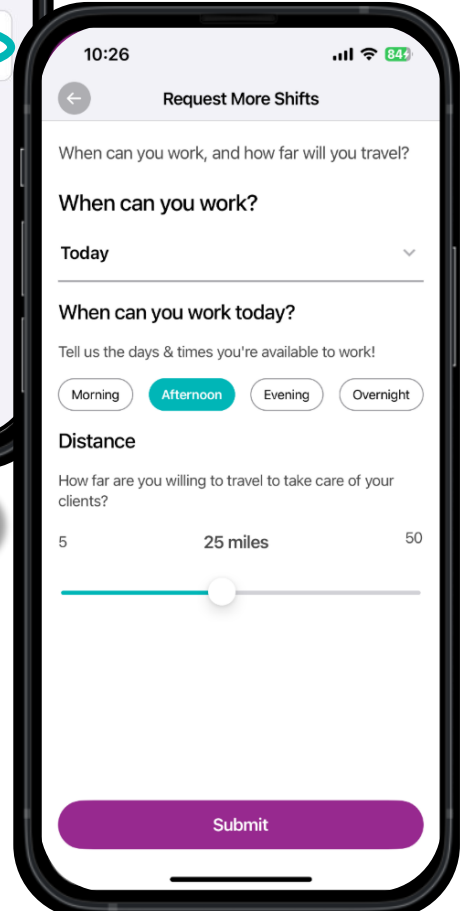 10:26
84
Request More Shifts
When can you work, and how far will you travel?
When can you work?
Today
When can you work today?
Tell us the days & times you're available to work!
Morning Afternoon Evening Overnight
Distance
How far are you willing to travel to take care of your
clients?
5 25 miles 50
Submit